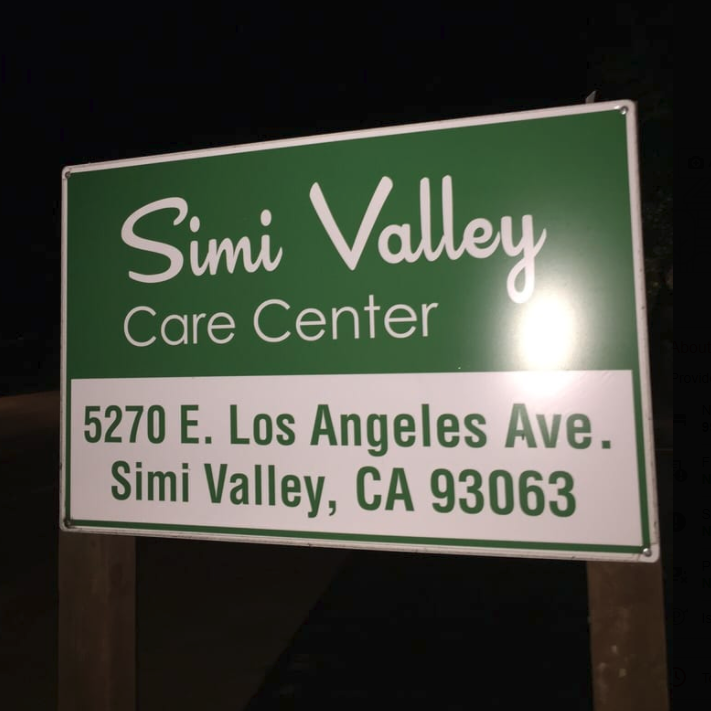 Simi Valley
Care Center
5270 E. Los Angeles Ave.
Simi Valley, CA 93063